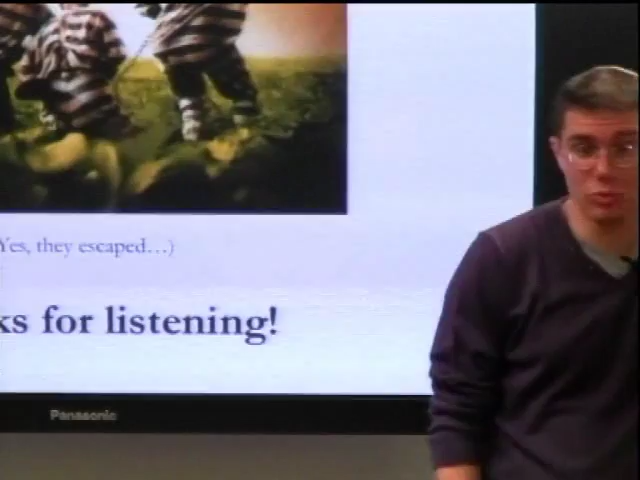 Yes, they escaped...)
ks for listening!
Panasonic